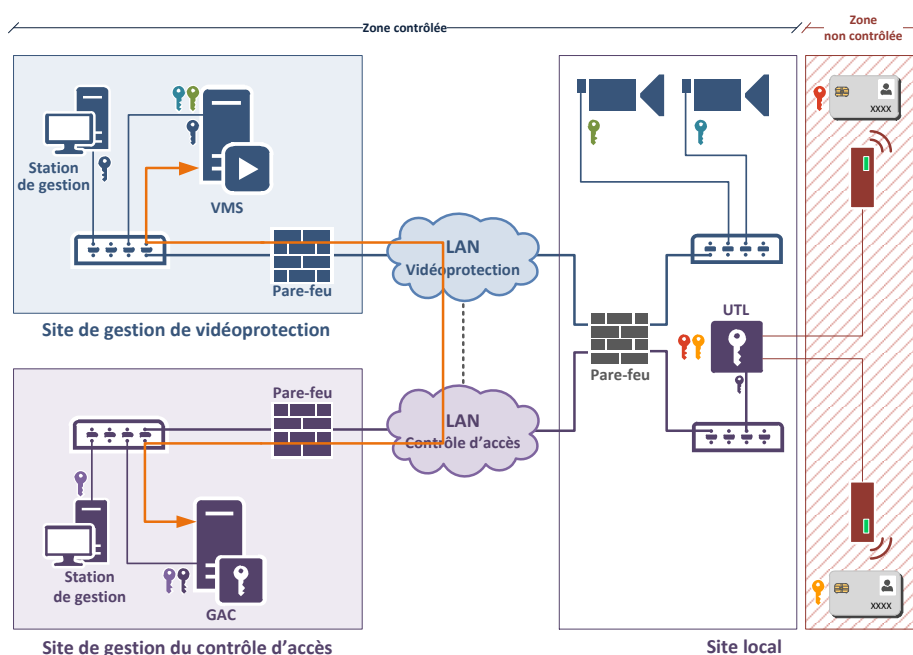 Zone contrôlée
Zone
non contrôlée
XXXX
Station
de gestion
VMS
LAN
Vidéoprotection
Pare-feu
Site de gestion de vidéoprotection
UTL
Pare-feu
Pare-feu
LAN
Contrôle d'accès
Station
de gestion
GAC
XXXX
Site de gestion du contrôle d'accès
Site local